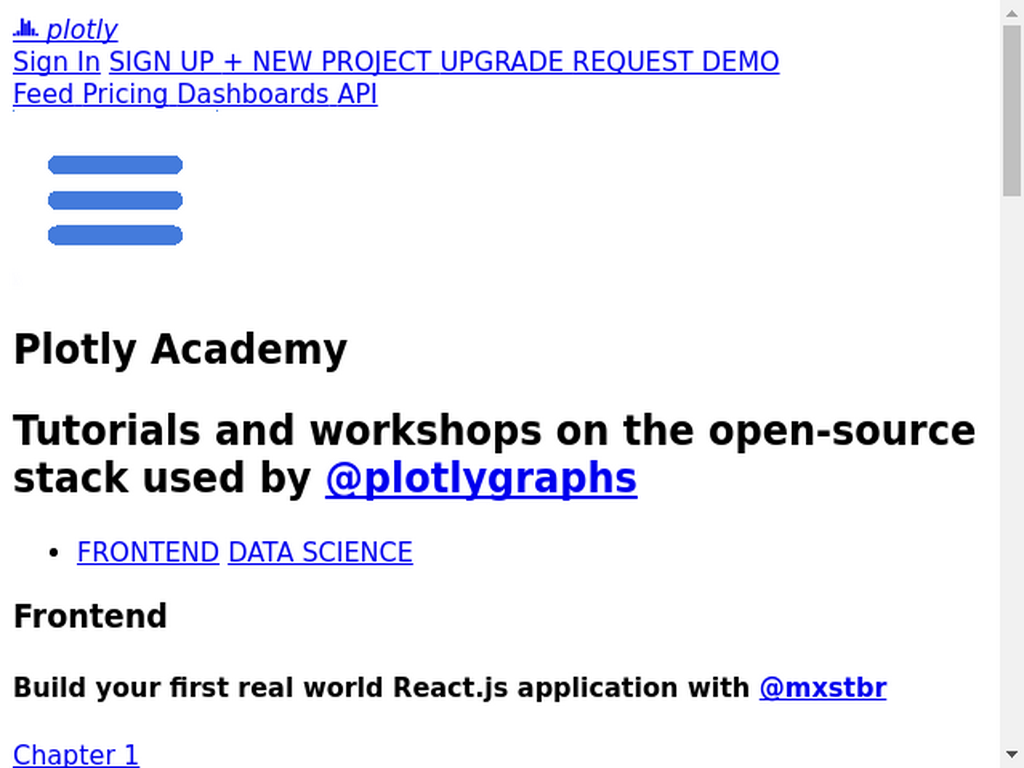 plotly
Sign In SIGN UP + NEW PROJECT UPGRADE REQUEST DEMO
Feed Pricing Dashboards API
Plotly Academy
Tutorials and workshops on the open-source
stack used by @plotlygraphs
FRONTEND DATA SCIENCE
Frontend
Build your first real world React.js application with @mxstbr
Chapter 1